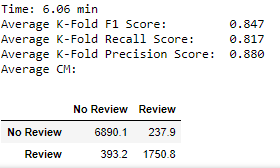 Time: 6.06 min
Average K-Fold F1 Score: 0.847
Average K-Fold Recall Score: 0.817
Average K-Fold Precision Score: 0.880
Average CM:
No Review Review
No Review 6890.1 237.9
Review 393.2 1750.8